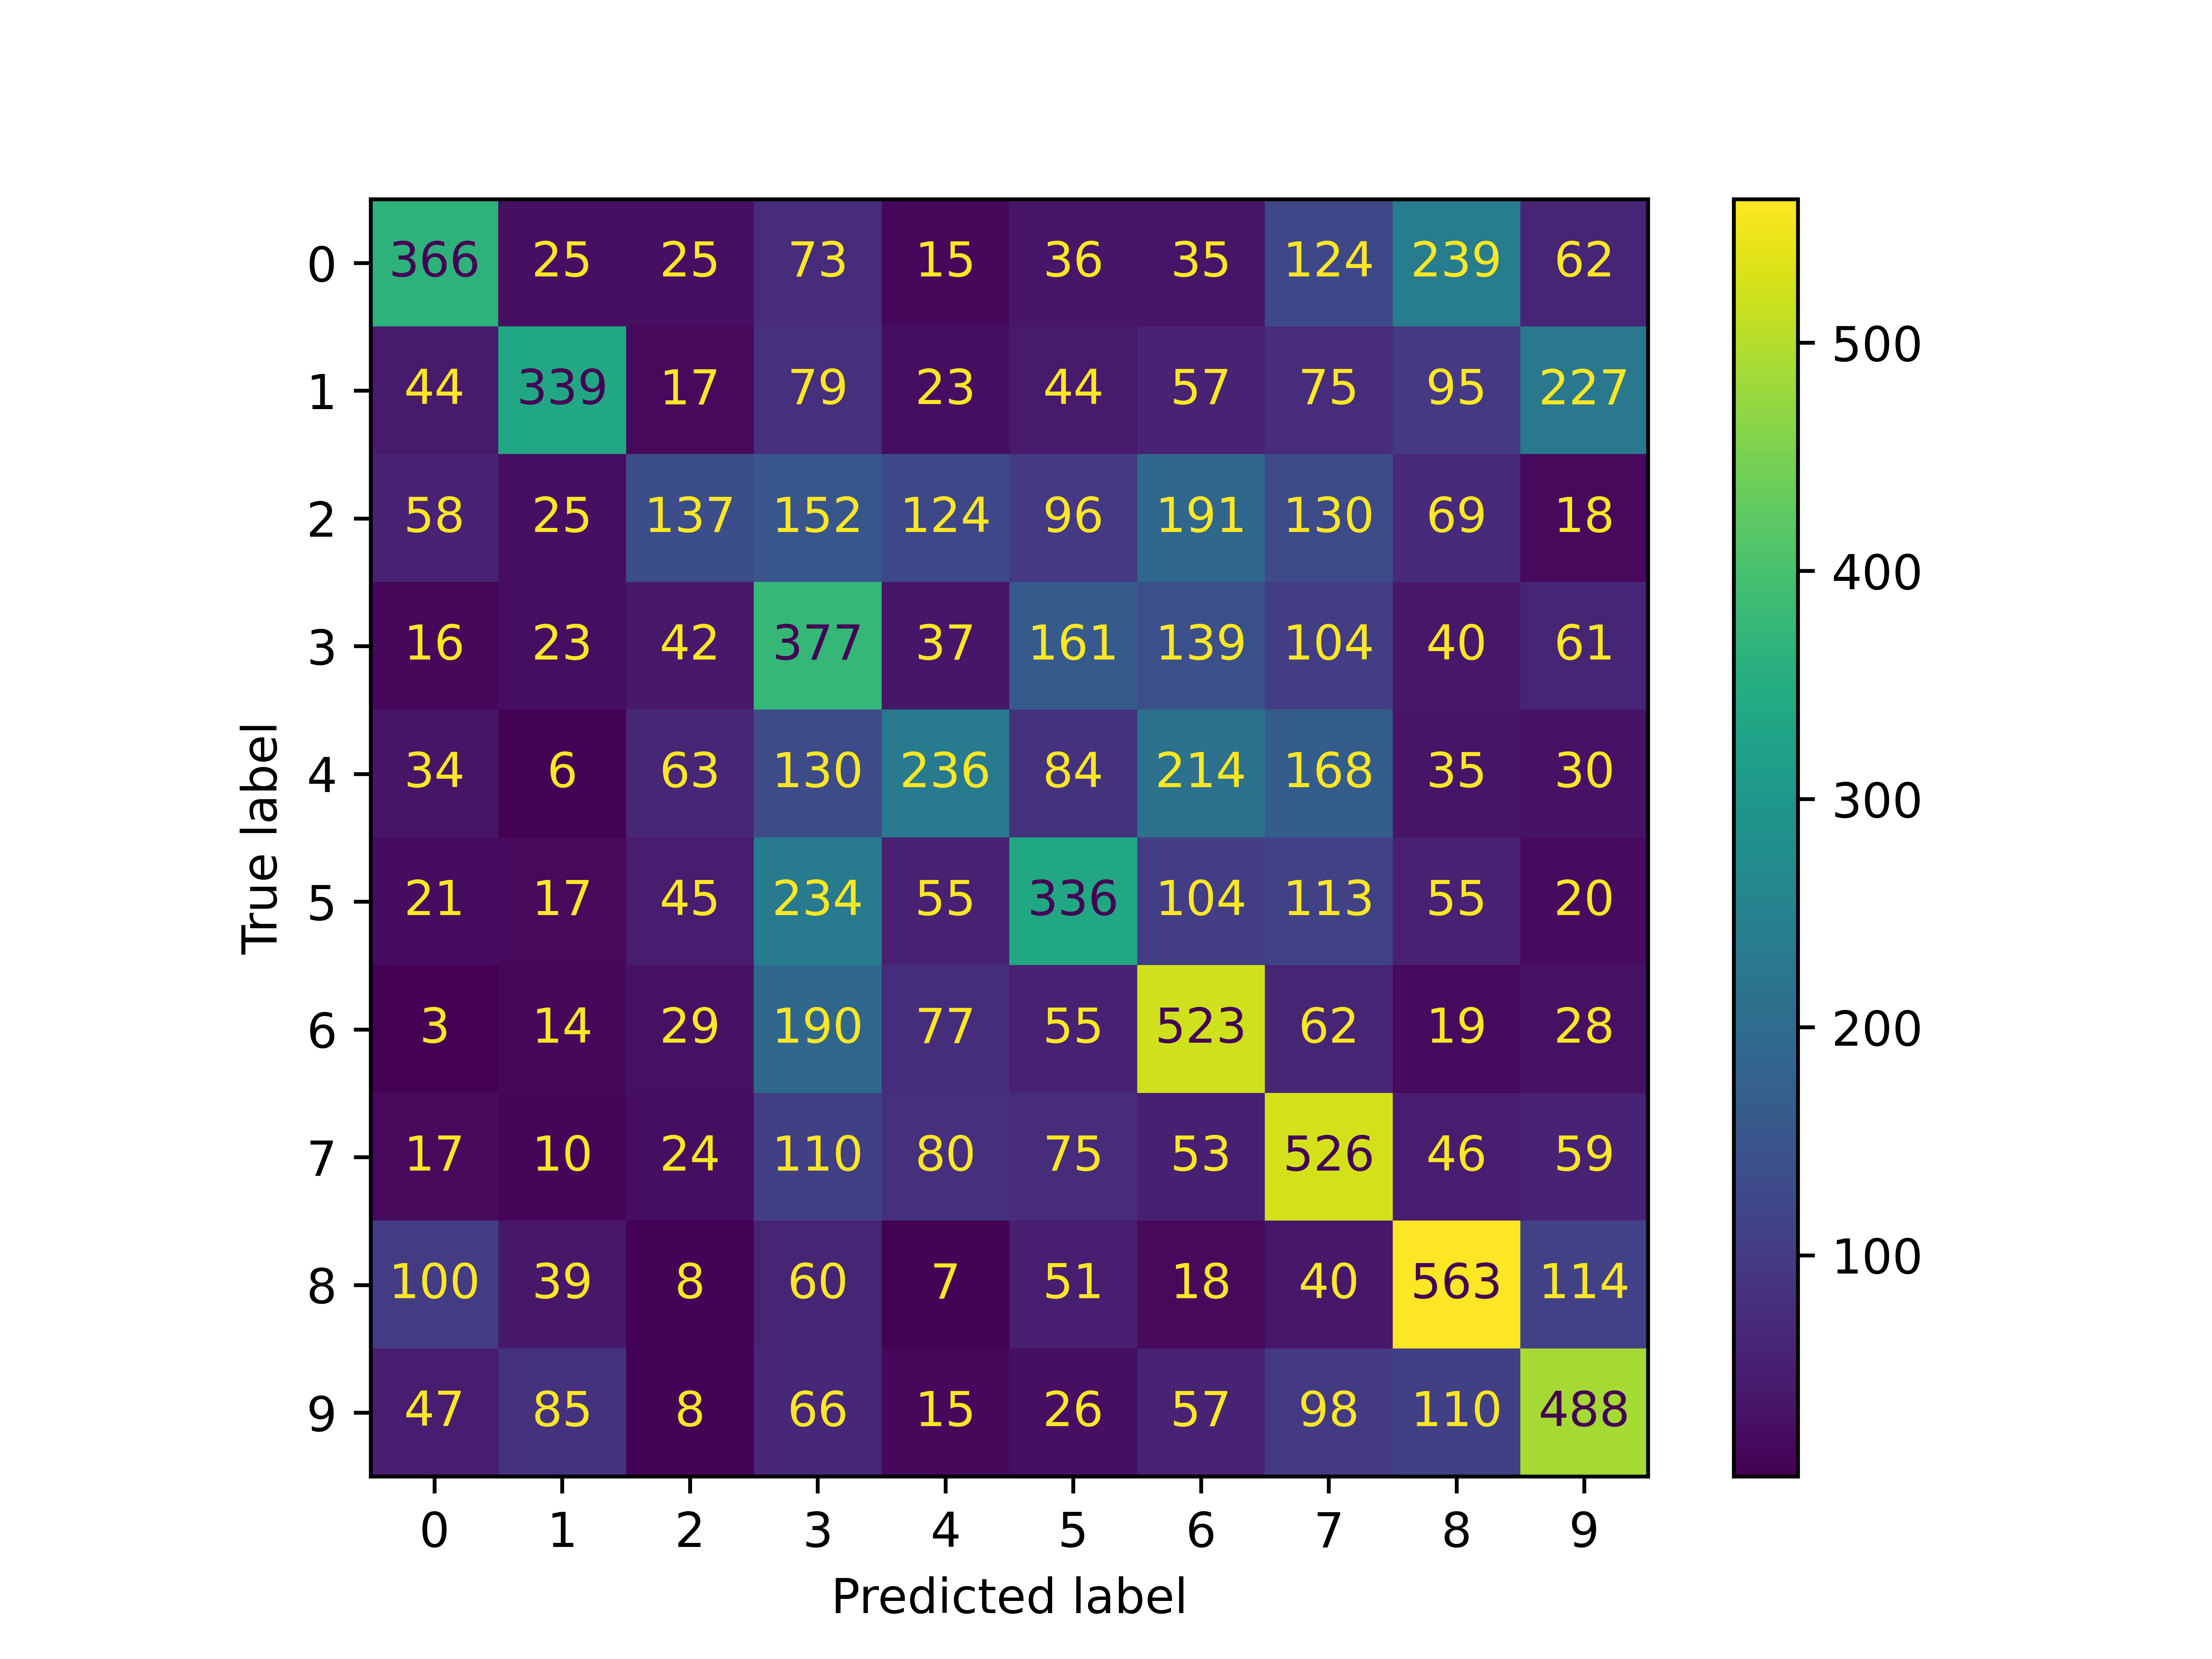 0 366 25 25 73 15 36 35 124 239 62
1 44 339 17 79 23 44 57 75 95 227
2 58 25 137 152 124 96 191 130 69 18
3 16 23 42 377 37 161 139 104 40 61
4 34 6 63 130 236 84 214 168 35 30
5 21 17 45 234 55 336 104 113 55 20
6 3 14 29 190 77 55 523 62 19 28
7 17 10 24 110 80 75 53 526 46 59
8 100 39 8 60 7 51 18 40 563 114
9 47 85 8 66 15 26 57 98 110 488
0 1 2 3 4 5 6 7 8 9
Predicted label
True label
500
400
300
200
100